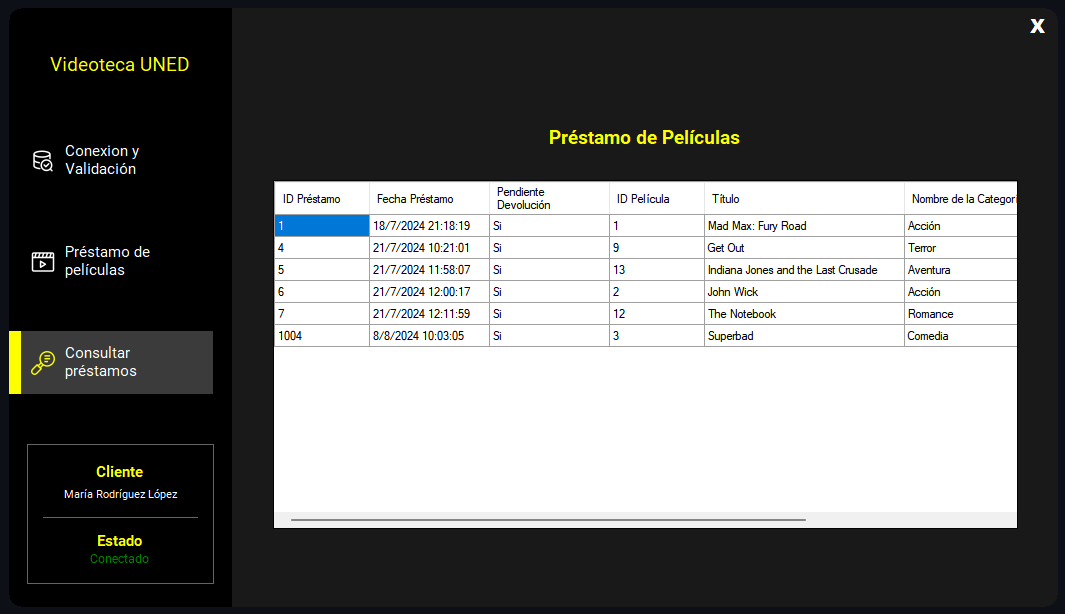 X
Videoteca UNED
Conexion y
Validación
Préstamo de
películas
Consultar
préstamos
Cliente
María Rodríguez López
Estado
Conectado
Préstamo de Películas
ID Préstamo Fecha Préstamo Pendiente Devolución ID Película Título Nombre de la Categorí
1 18/7/2024 21:18:19 Si 1 Mad Max: Fury Road Acción
4 21/7/2024 10:21:01 Si 9 Get Out Terror
5 21/7/2024 11:58:07 Si 13 Indiana Jones and the Last Crusade Aventura
6 21/7/2024 12:00:17 Si 2 John Wick Acción
7 21/7/2024 12:11:59 Si 12 The Notebook Romance
1004 8/8/2024 10:03:05 Si 3 Superbad Comedia